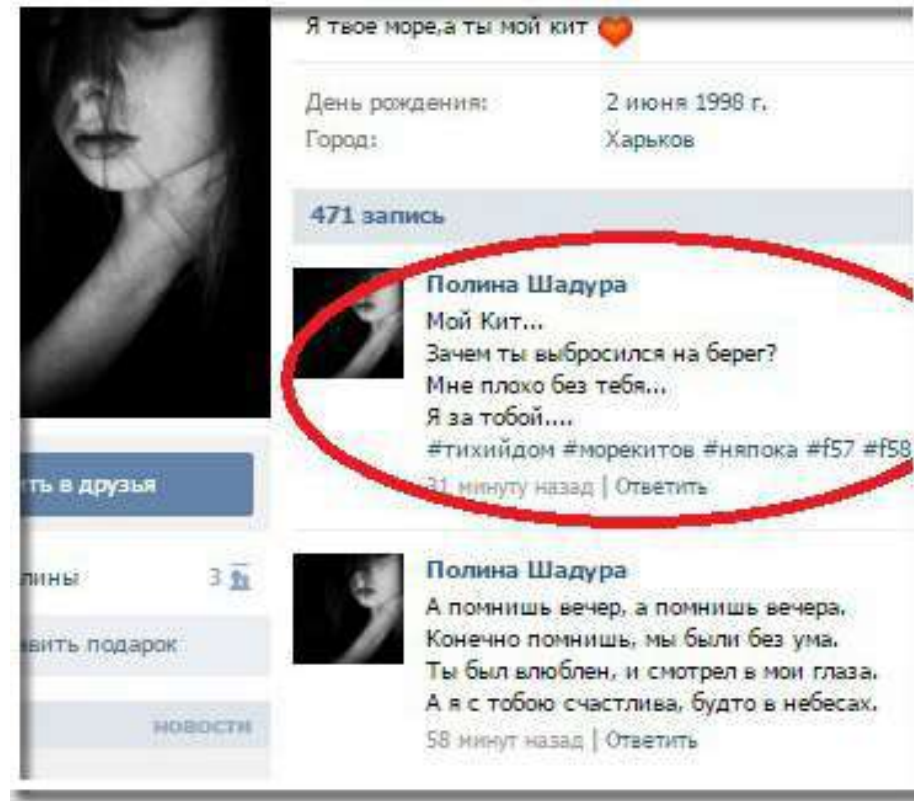 Я твое море,а ты мой кит
День рождения: 2 июня 1998 г.
Город: Харьков
471 запись
Полина Шадура
Мой Кит...
Зачем ты выбросился на берег?
Мне плохо без тебя...
Я за тобой....
#тихийдом #морекитов #няпока #f57 #f58
31 минуту назад | Ответить
ть в друзья
лины 3
вить подарок
новости
Полина Шадура
А помнишь вечер, а помнишь вечера.
Конечно помнишь, мы были без ума.
Ты был влюблен, и смотрел в мои глаза.
А я с тобою счастлива, будто в небесах.
58 минут назад | Ответить